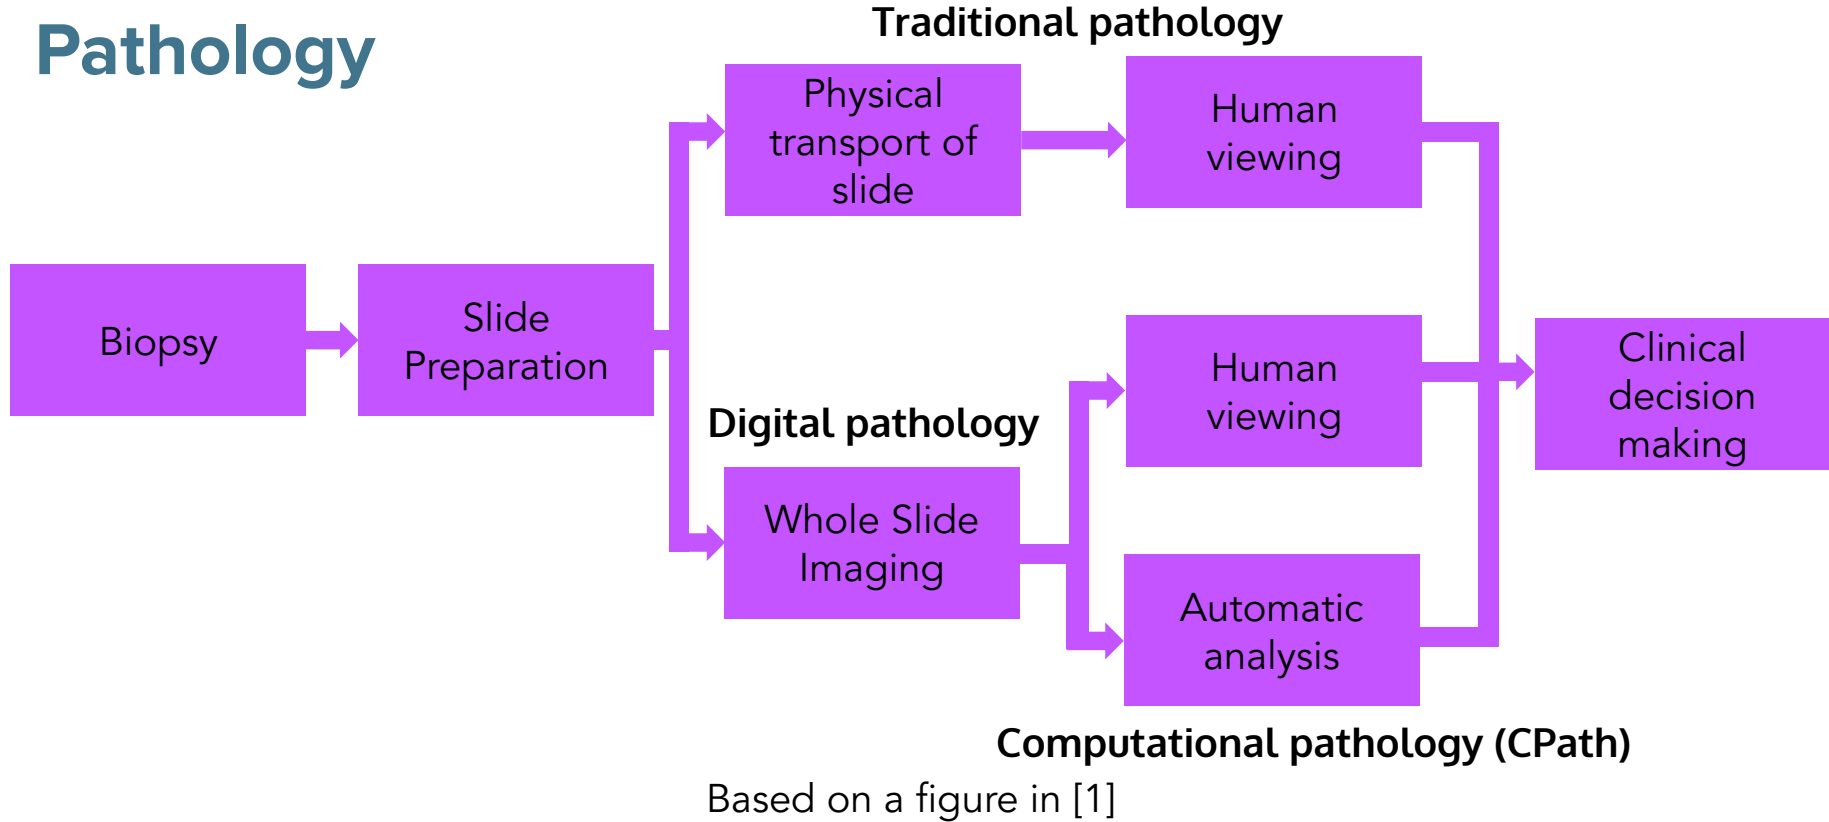 Pathology
Traditional pathology
Physical
transport of
slide
Human
viewing
Biopsy
Slide
Preparation
Digital pathology
Whole Slide
Imaging
Human
viewing
Automatic
analysis
Clinical
decision
making
Computational pathology (CPath)
Based on a figure in [1]